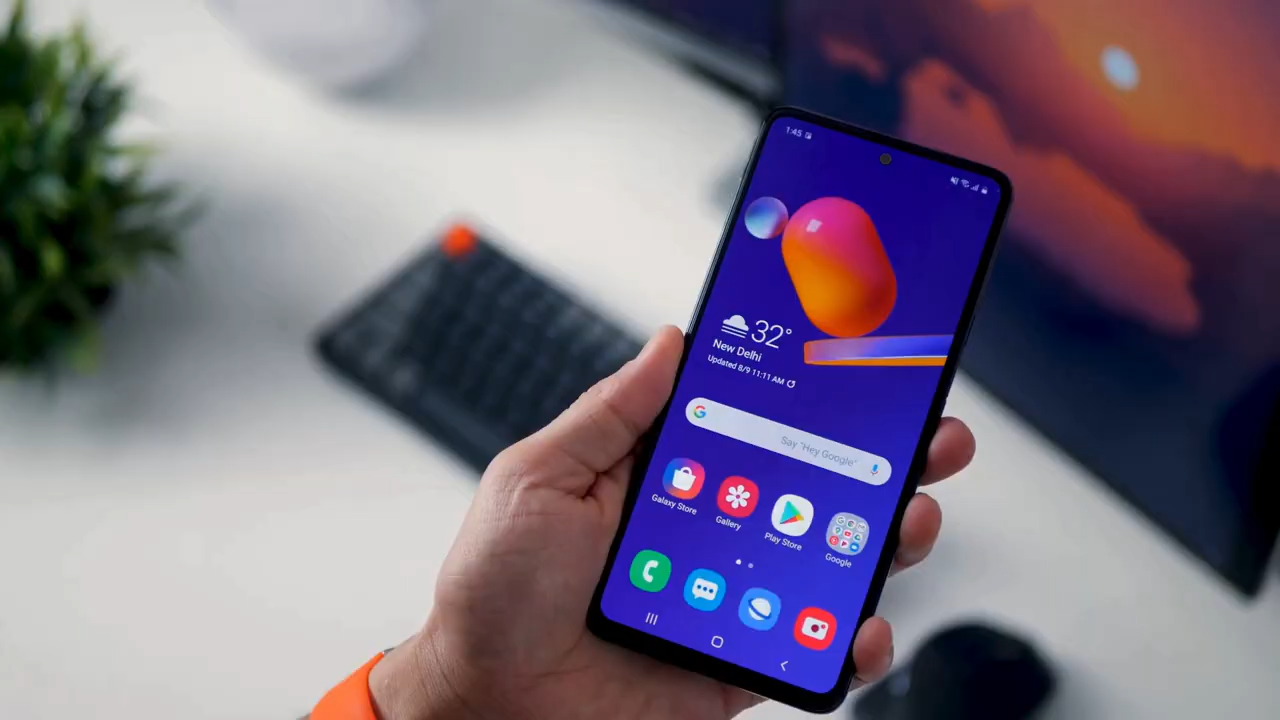 1:45
32°
New Delhi
Updated 8/9 11:11 AM
Say "Hey Google"
Galaxy Store
Gallery
Play Store
Google